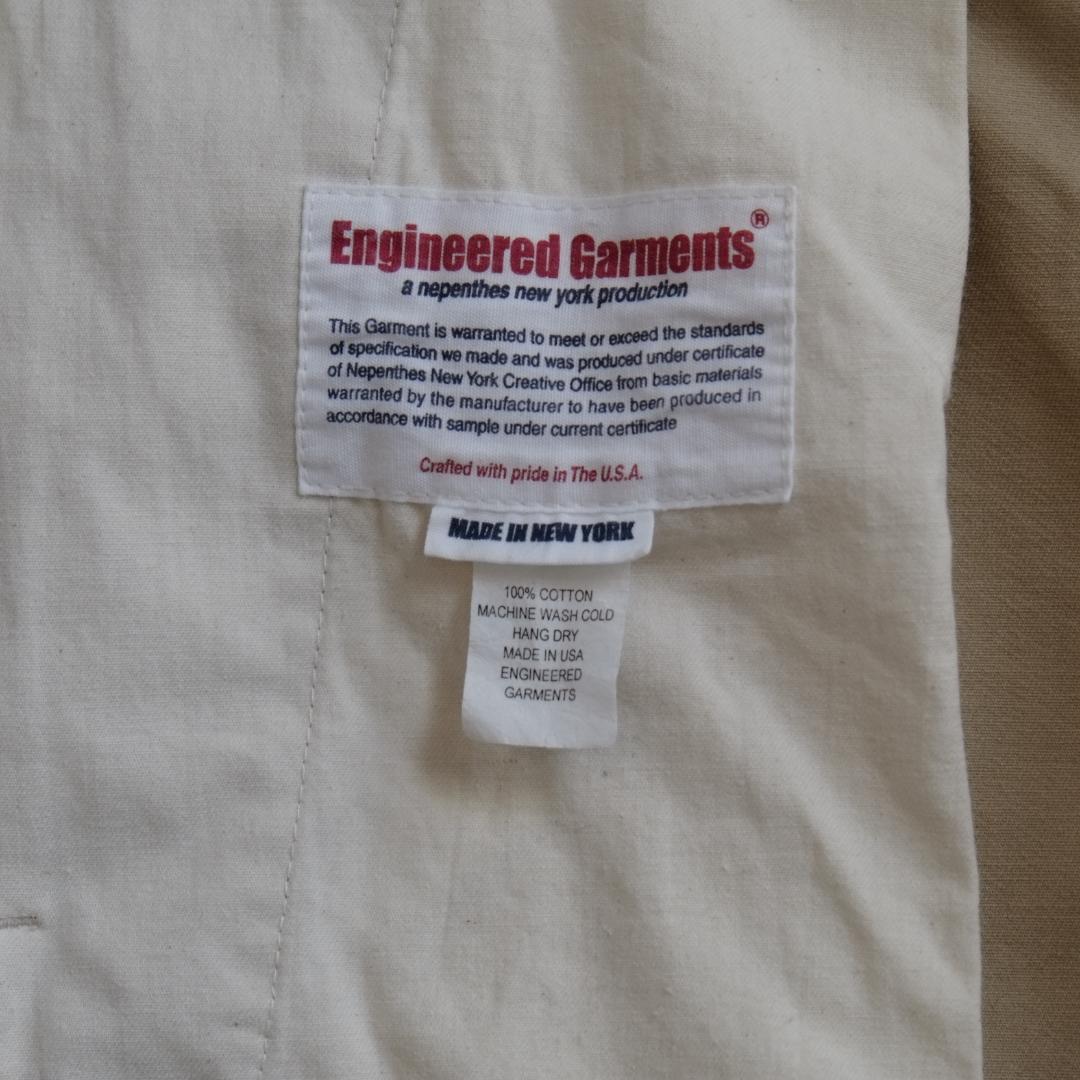 Engineered Garments®
a nepenthes new york production
This Garment is warranted to meet or exceed the standards
of specification we made and was produced under certificate
of Nepenthes New York Creative Office from basic materials
warranted by the manufacturer to have been produced in
accordance with sample under current certificate
Crafted with pride in The U.S.A.
MADE IN NEW YORK
100% COTTON
MACHINE WASH COLD
HANG DRY
MADE IN USA
ENGINEERED
GARMENTS